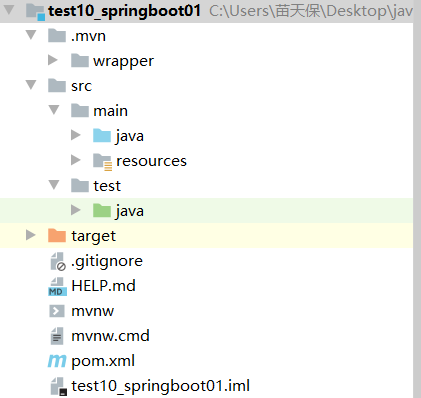 test10_springboot01 C:\Users\苗天保\Desktop\jav
.mvn
wrapper
src
main
java
resources
test
java
target
.gitignore
HELP.md
mvnw
mvnw.cmd
pom.xml
test10_springboot01.iml